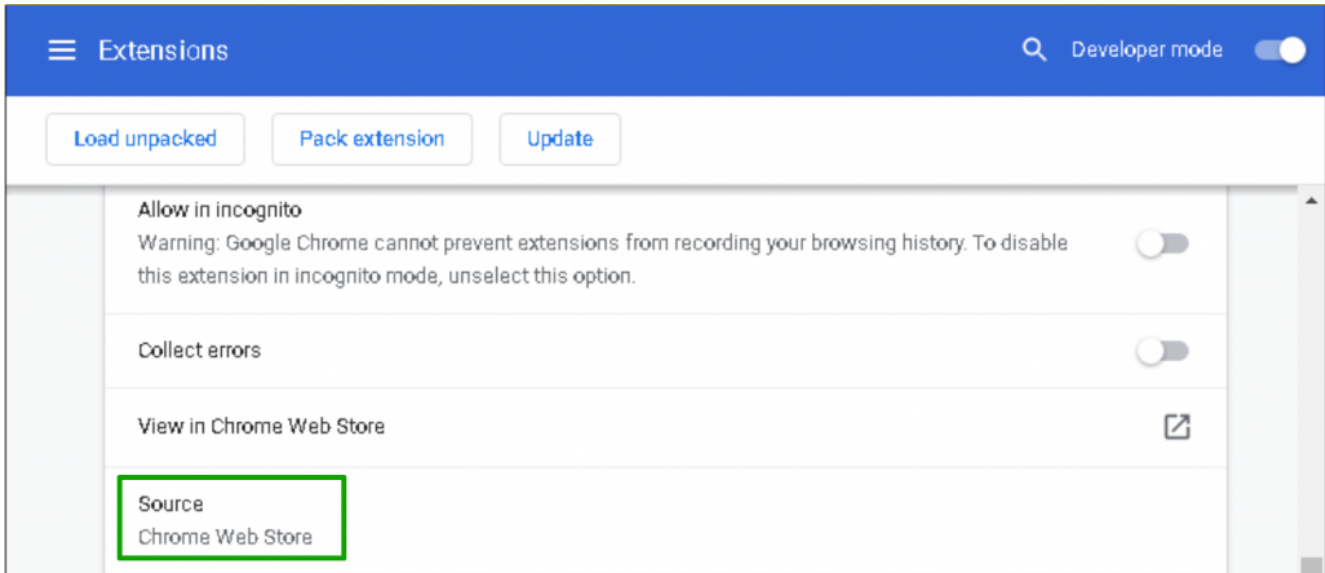 Extensions
Developer mode
Load unpacked
Pack extension
Update
Allow in incognito
Warning: Google Chrome cannot prevent extensions from recording your browsing history. To disable
this extension in incognito mode, unselect this option.
Collect errors
View in Chrome Web Store
Source
Chrome Web Store